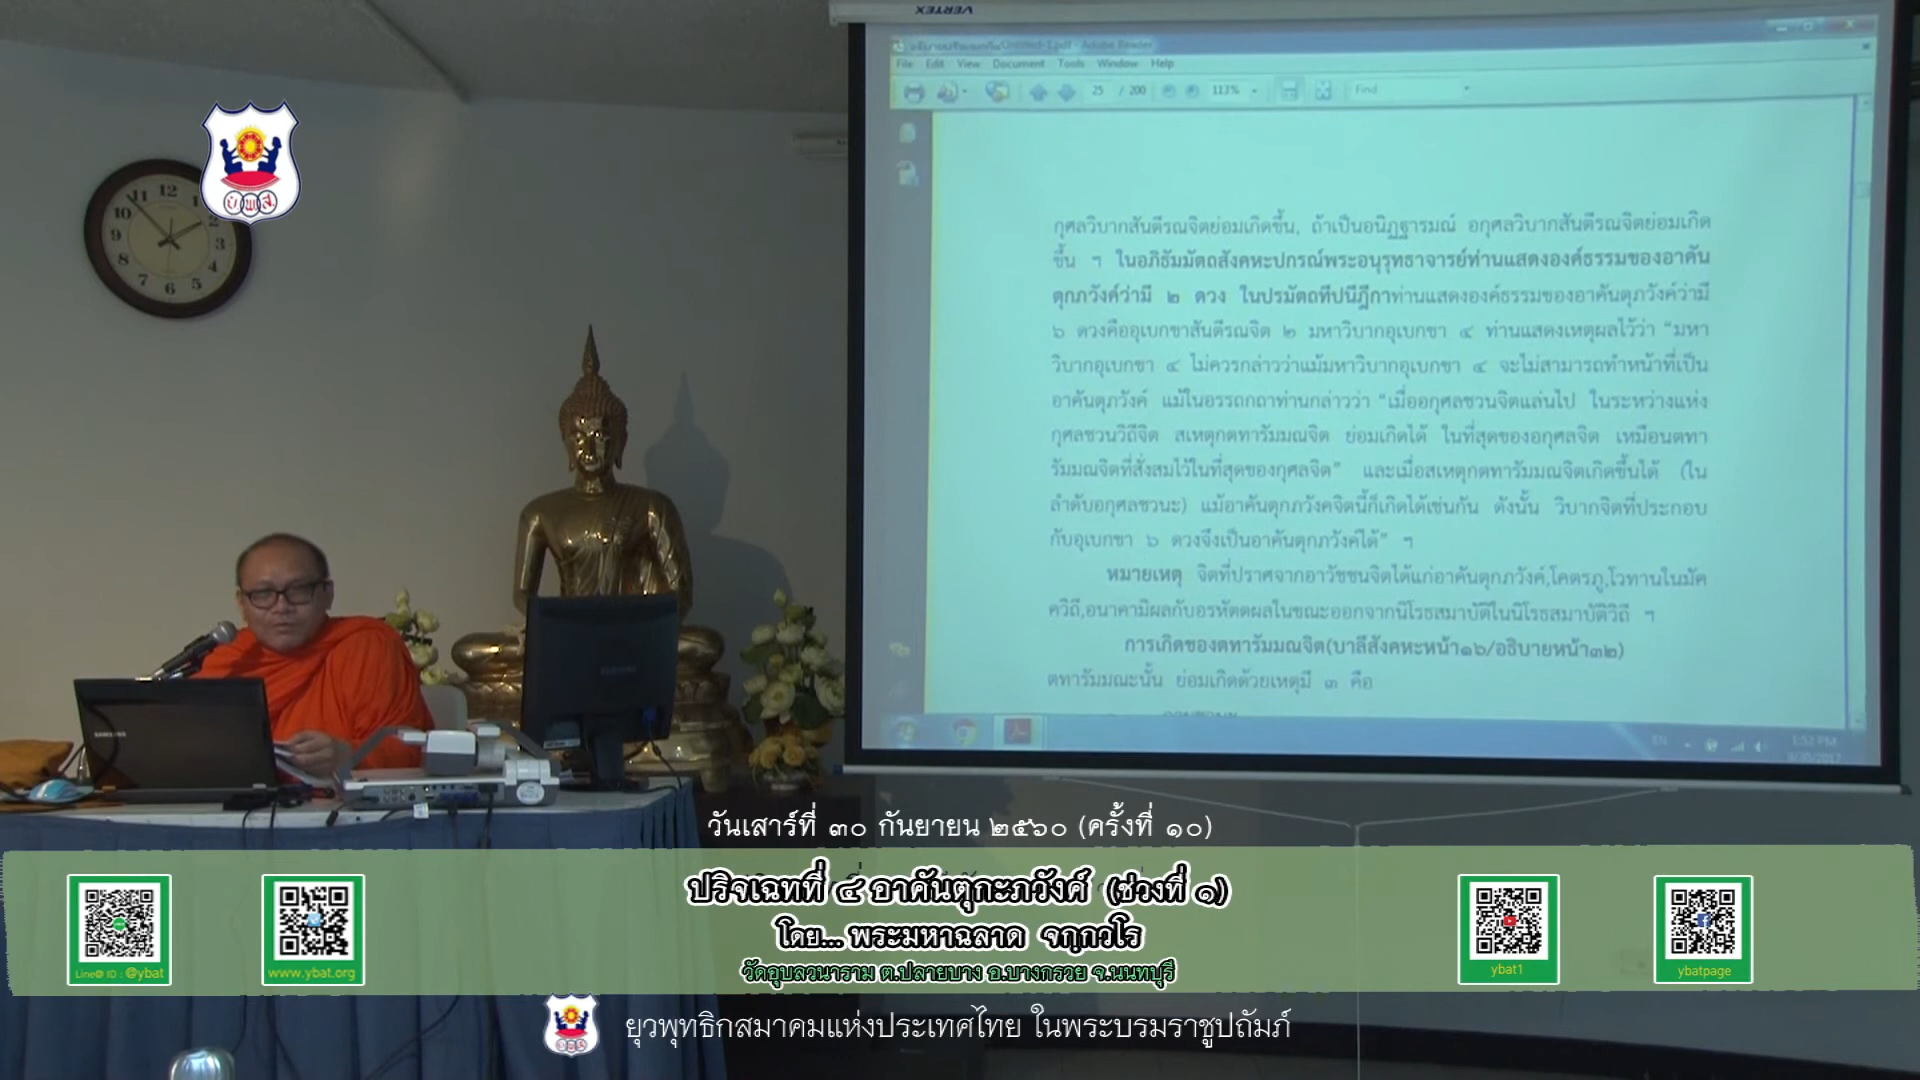 VERTEX
Untitled-1.pdf - Adobe Reader
File Edit View Document Tools Window Help
25 / 200 113% Find
กุศลวิบากสันตีรณจิตย่อมเกิดขึ้น, ถ้าเป็นอนิฏฐารมณ์ อกุศลวิบากสันตีรณจิตย่อมเกิด
ขึ้น ฯ ในอภิธัมมัตถสังคหะปกรณ์พระอนุรุทธาจารย์ท่านแสดงองค์ธรรมของอาคัน
ตุกภวังค์ว่ามี ๒ ดวง ในปรมัตถทีปนีฎีกาท่านแสดงองค์ธรรมของอาคันตุภวังค์ว่ามี
๖ ดวงคืออุเบกขาสันตีรณจิต ๒ มหาวิบากอุเบกขา ๔ ท่านแสดงเหตุผลไว้ว่า “มหา
วิบากอุเบกขา ๔ ไม่ควรกล่าวว่าแม้มหาวิบากอุเบกขา ๔ จะไม่สามารถทำหน้าที่เป็น
อาคันตุภวังค์ แม้ในอรรถกถาท่านกล่าวว่า “เมื่ออกุศลชวนจิตแล่นไป ในระหว่างแห่ง
กุศลชวนวิถีจิต สเหตุกตทารัมมณจิต ย่อมเกิดได้ ในที่สุดของอกุศลจิต เหมือนตทา
รัมมณจิตที่สั่งสมไว้ในที่สุดของกุศลจิต” และเมื่อสเหตุกตทารัมมณจิตเกิดขึ้นได้ (ใน
ลำดับอกุศลชวนะ) แม้อาคันตุกภวังคจิตนี้ก็เกิดได้เช่นกัน ดังนั้น วิบากจิตที่ประกอบ
กับอุเบกขา ๖ ดวงจึงเป็นอาคันตุกภวังค์ได้” ฯ
หมายเหตุ จิตที่ปราศจากอาวัชชนจิตได้แก่อาคันตุกภวังค์,โคตรภู,โวทานในมัค
ควิถี,อนาคามิผลกับอรหัตตผลในขณะออกจากนิโรธสมาบัติในนิโรธสมาบัติวิถี ฯ
การเกิดของตทารัมมณจิต(บาลีสังคหะหน้า๑๖/อธิบายหน้า๓๒)
ตทารัมมณะนั้น ย่อมเกิดด้วยเหตุมี ๓ คือ
EN 1:52 PM
12 1 2 3 4 5 6 7 8 9 10 11
ยพส.
SAMSUNG
SAMSUNG
วันเสาร์ที่ ๓๐ กันยายน ๒๕๖๐ (ครั้งที่ ๑๐)
ปริจเฉทที่ ๔ อาคันตุกะภวังค์ (ช่วงที่ ๑)
โดย... พระมหาฉลาด จกฺกวโร
วัดอุบลวนาราม ต.ปลายบาง อ.บางกรวย จ.นนทบุรี
Line@ ID : @ybat
www.ybat.org
ybat1
ybatpage
ยุวพุทธิกสมาคมแห่งประเทศไทย ในพระบรมราชูปถัมภ์